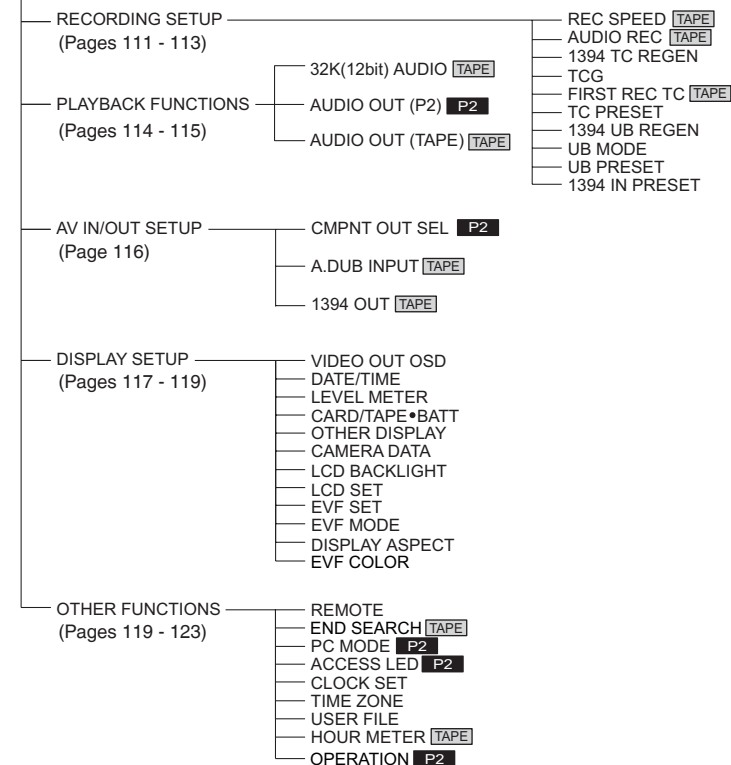 RECORDING SETUP
(Pages 111 - 113)
REC SPEED TAPE
AUDIO REC TAPE
1394 TC REGEN
TCG
FIRST REC TC TAPE
TC PRESET
1394 UB REGEN
UB MODE
UB PRESET
1394 IN PRESET
PLAYBACK FUNCTIONS
(Pages 114 - 115)
32K(12bit) AUDIO TAPE
AUDIO OUT (P2) P2
AUDIO OUT (TAPE) TAPE
AV IN/OUT SETUP
(Page 116)
CMPNT OUT SEL P2
A.DUB INPUT TAPE
1394 OUT TAPE
DISPLAY SETUP
(Pages 117 - 119)
VIDEO OUT OSD
DATE/TIME
LEVEL METER
CARD/TAPE•BATT
OTHER DISPLAY
CAMERA DATA
LCD BACKLIGHT
LCD SET
EVF SET
EVF MODE
DISPLAY ASPECT
EVF COLOR
OTHER FUNCTIONS
(Pages 119 - 123)
REMOTE
END SEARCH TAPE
PC MODE P2
ACCESS LED P2
CLOCK SET
TIME ZONE
USER FILE
HOUR METER TAPE
OPERATION P2